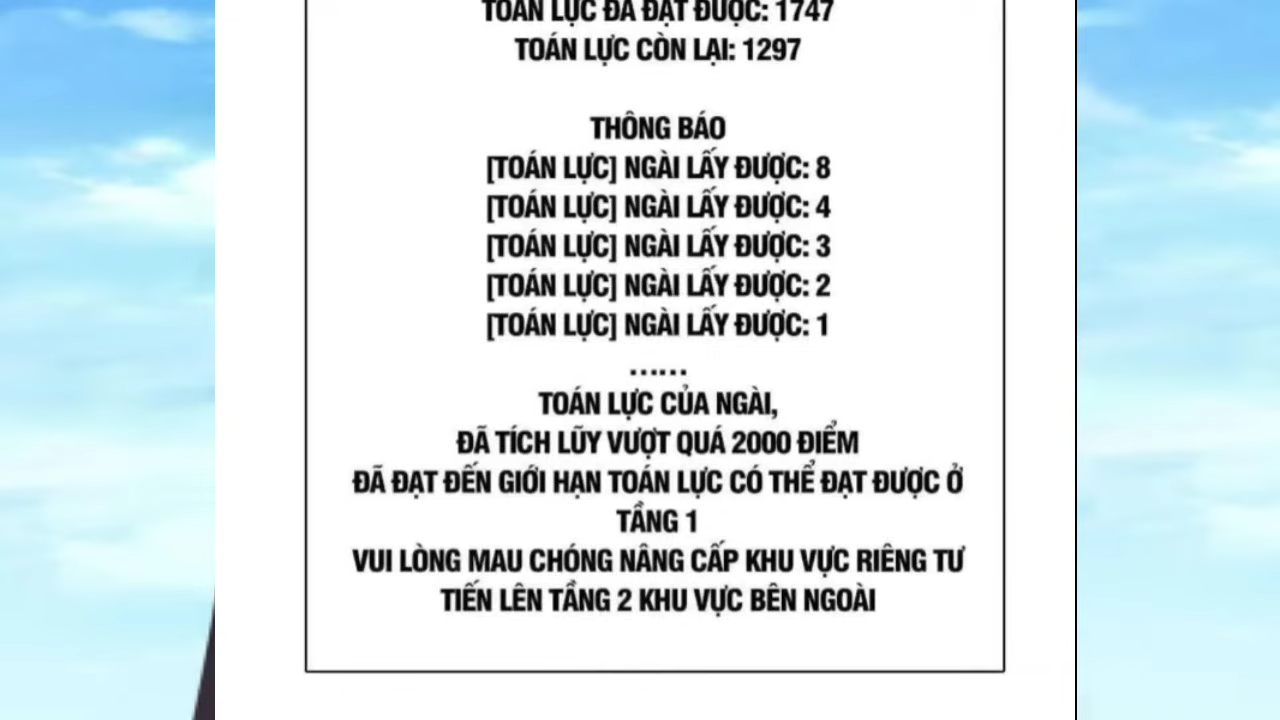 TOÁN LỰC ĐÃ ĐẠT ĐƯỢC: 1747
TOÁN LỰC CÒN LẠI: 1297
THÔNG BÁO
[TOÁN LỰC] NGÀI LẤY ĐƯỢC: 8
[TOÁN LỰC] NGÀI LẤY ĐƯỢC: 4
[TOÁN LỰC] NGÀI LẤY ĐƯỢC: 3
[TOÁN LỰC] NGÀI LẤY ĐƯỢC: 2
[TOÁN LỰC] NGÀI LẤY ĐƯỢC: 1
......
TOÁN LỰC CỦA NGÀI,
ĐÃ TÍCH LŨY VƯỢT QUÁ 2000 ĐIỂM
ĐÃ ĐẠT ĐẾN GIỚI HẠN TOÁN LỰC CÓ THỂ ĐẠT ĐƯỢC Ở
TẦNG 1
VUI LÒNG MAU CHÓNG NÂNG CẤP KHU VỰC RIÊNG TƯ
TIẾN LÊN TẦNG 2 KHU VỰC BÊN NGOÀI